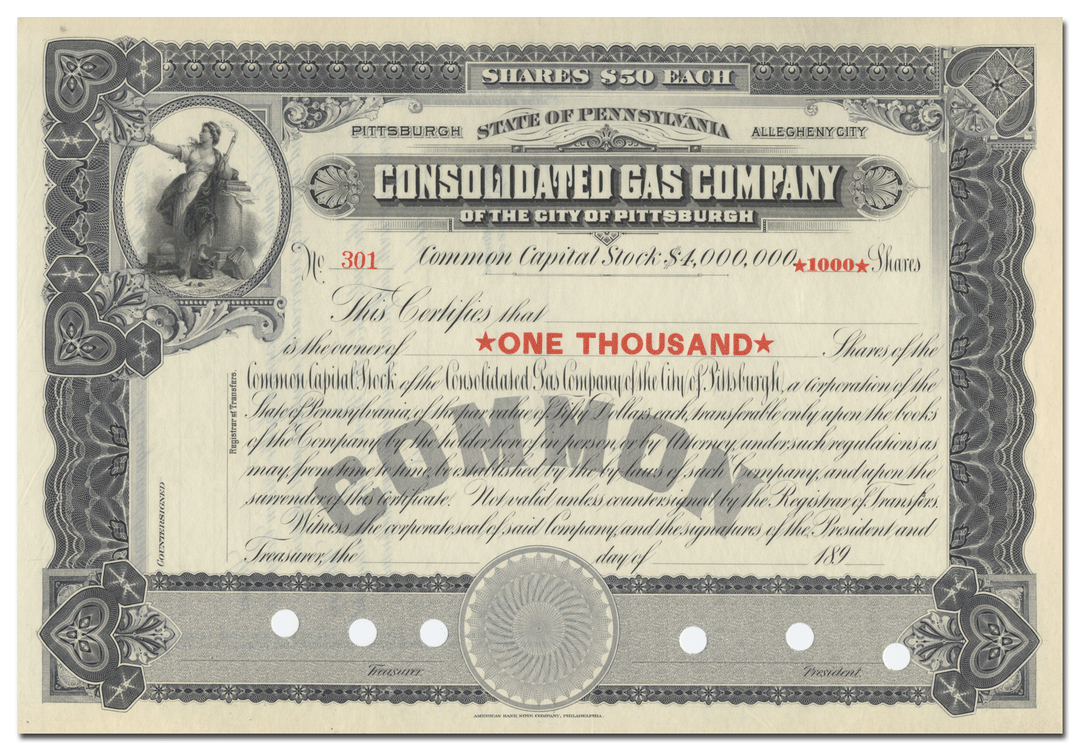 SHARES $50 EACH
PITTSBURGH STATE OF PENNSYLVANIA ALLEGHENY CITY
CONSOLIDATED GAS COMPANY
OF THE CITY OF PITTSBURGH
No 301 Common Capital Stock $4,000,000 ★1000★ Shares
This Certifies that
is the owner of ★ONE THOUSAND★ Shares of the
Common Capital Stock of the Consolidated Gas Company of the City of Pittsburgh, a Corporation of the
State of Pennsylvania, of the par value of Fifty Dollars each, transferable only upon the books
of the Company by the holder hereof in person or by Attorney, under such regulations as
may, from time to time, be established by the by-laws of such Company, and upon the
surrender of this Certificate. Not valid unless countersigned by the Registrar of Transfers.
Witness the corporate seal of said Company, and the signatures of the President and
Treasurer, the day of 189
COMMON
COUNTERSIGNED
Registrar of Transfers.
Treasurer. President.
AMERICAN BANK NOTE COMPANY, PHILADELPHIA.